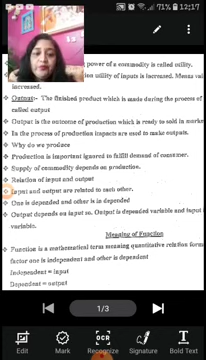 71% 12:17
power of a commodity is called utility.
ion utility of inputs is increased. Means val
increased.
Output:- The finished product which is made during the process of
called output
Output is the outcome of production which is ready to sold in marke
In the process of production impacts are used to make outputs.
Why do we produce
Production is important ignored to fulfill demand of consumer.
Supply of commodity depends on production.
Relation of input and output
Input and output are related to each other.
One is depended and other is in depended
Output depends an input so. Output is depended variable and input i
variable.
Meaning of Function
Function is a mathematical term meaning quantitative relation
factor one is independent and other is dependent
Independent = input
Dependent = output
1/3
Edit
Mark
OCR
Recognize
Signature
T
Bold Text